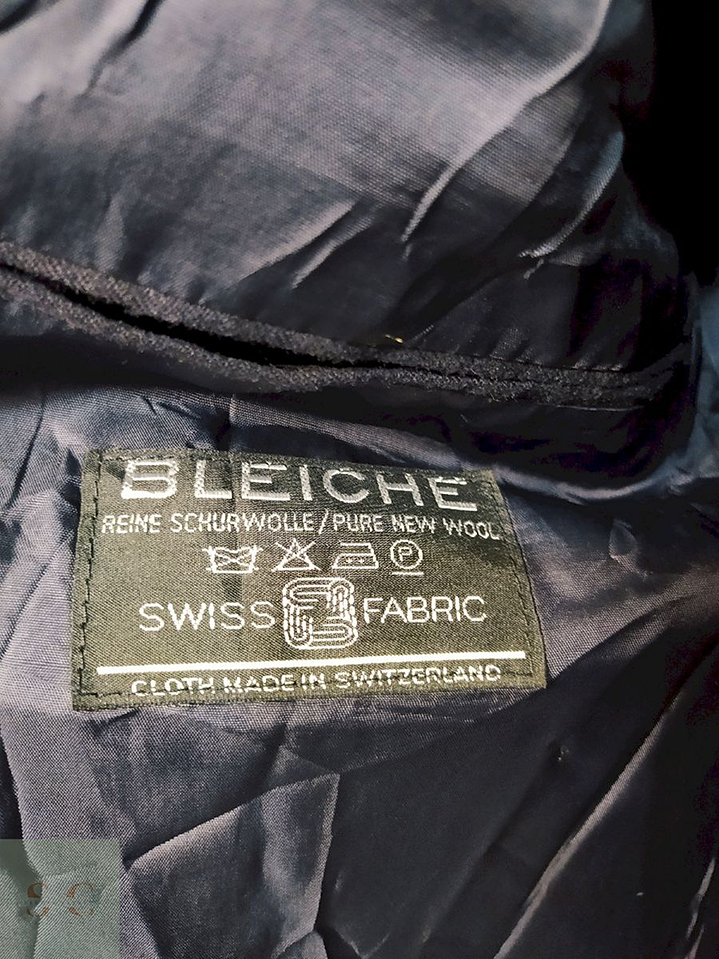 BLEICHE
REINE SCHURWOLLE/PURE NEW WOOL
P
SWISS FABRIC
CLOTH MADE IN SWITZERLAND